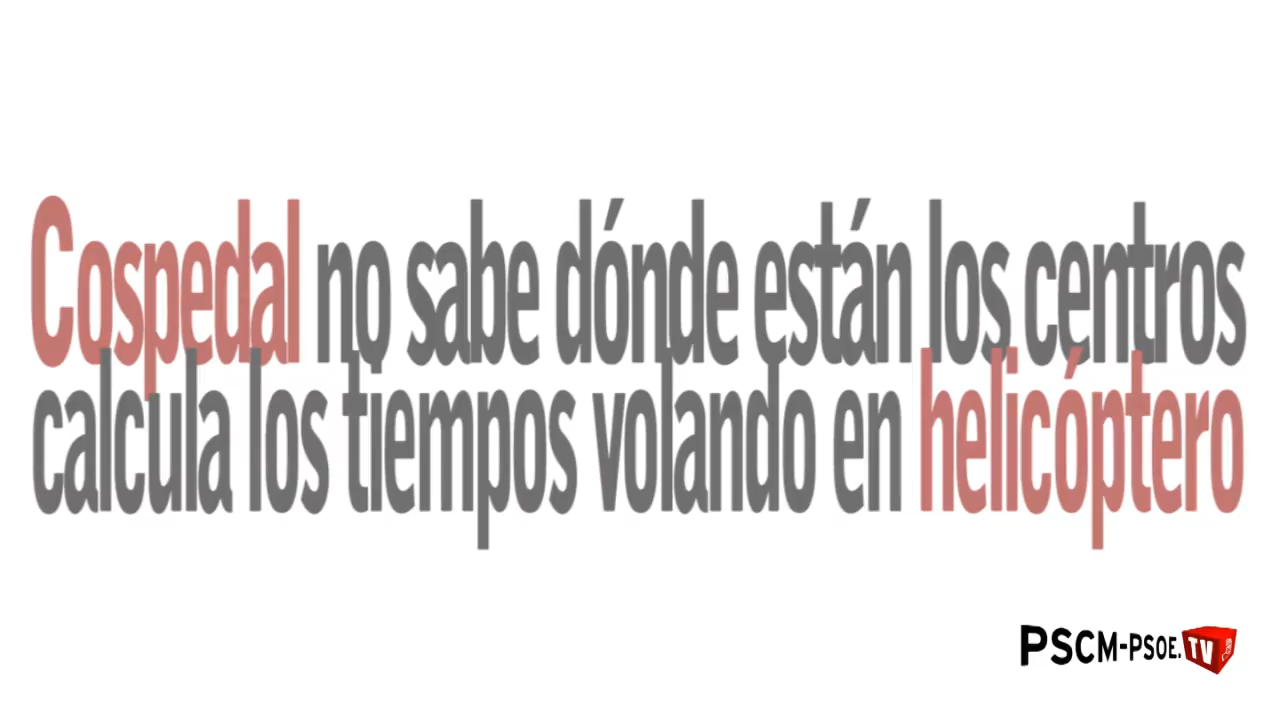 Cospedal no sabe dónde están los centros
calcula los tiempos volando en helicóptero
PSCM-PSOE.TV